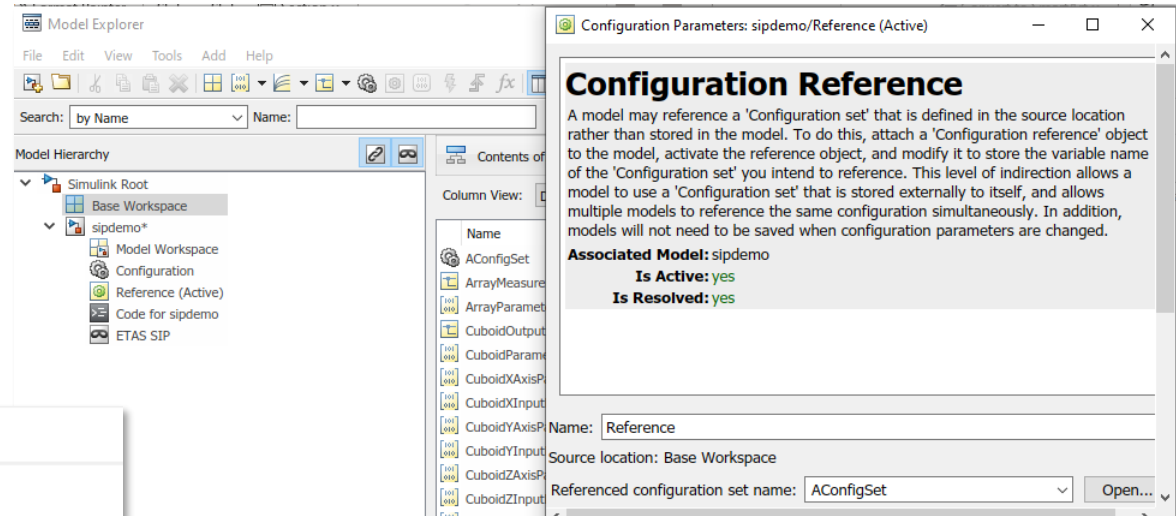 Model Explorer
File Edit View Tools Add Help
Search: by Name Name:
Model Hierarchy
Simulink Root
Base Workspace
sipdemo*
Model Workspace
Configuration
Reference (Active)
Code for sipdemo
ETAS SIP
Contents of
Column View:
Name
AConfigSet
ArrayMeasure
ArrayParamet
CuboidOutput
CuboidParame
CuboidXAxisPa
CuboidXInput
CuboidYAxisPa
CuboidYInput
CuboidZAxisPa
CuboidZInput
Configuration Parameters: sipdemo/Reference (Active)
Configuration Reference
A model may reference a 'Configuration set' that is defined in the source location
rather than stored in the model. To do this, attach a 'Configuration reference' object
to the model, activate the reference object, and modify it to store the variable name
of the 'Configuration set' you intend to reference. This level of indirection allows a
model to use a 'Configuration set' that is stored externally to itself, and allows
multiple models to reference the same configuration simultaneously. In addition,
models will not need to be saved when configuration parameters are changed.
Associated Model: sipdemo
Is Active: yes
Is Resolved: yes
Name: Reference
Source location: Base Workspace
Referenced configuration set name: AConfigSet Open...